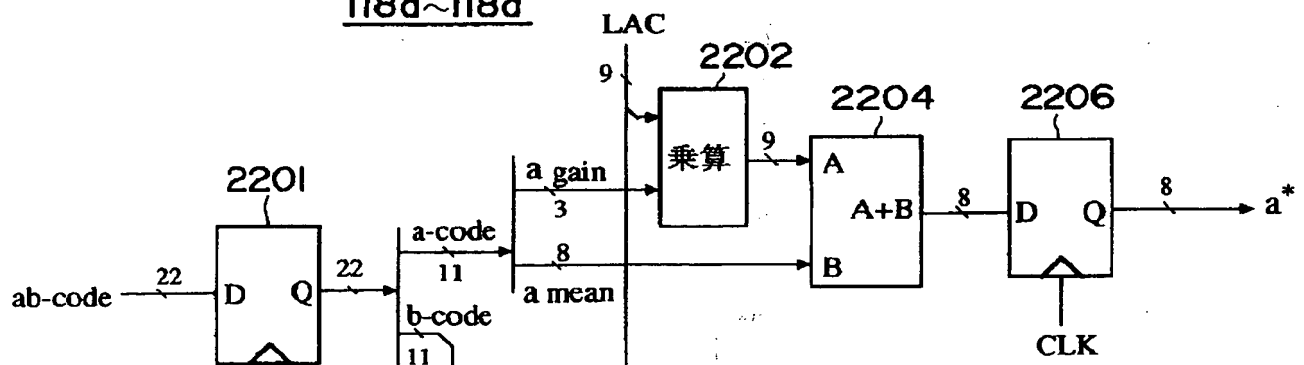 118a~118d
LAC
9
2202
乗算
9
2204
A
A+B
B
8
2206
D
Q
CLK
8
a*
2201
ab-code
22
D
Q
22
a-code
11
b-code
11
a gain
3
8
a mean